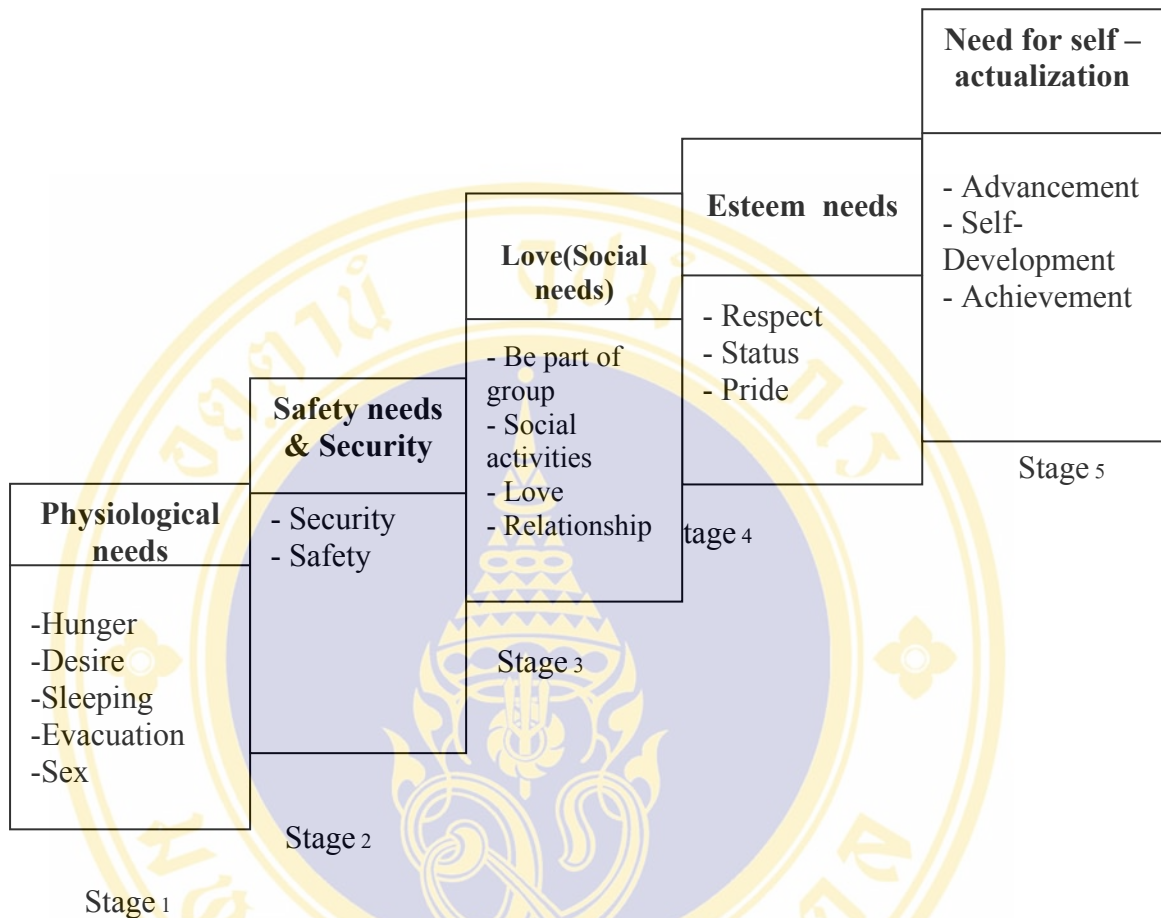 Physiological
needs
-Hunger
-Desire
-Sleeping
-Evacuation
-Sex
Stage 1
Safety needs
& Security
- Security
- Safety
Stage 2
Love(Social
needs)
- Be part of
group
- Social
activities
- Love
- Relationship
Stage 3
Esteem needs
- Respect
- Status
- Pride
tage 4
Need for self –
actualization
- Advancement
- Self-
Development
- Achievement
Stage 5